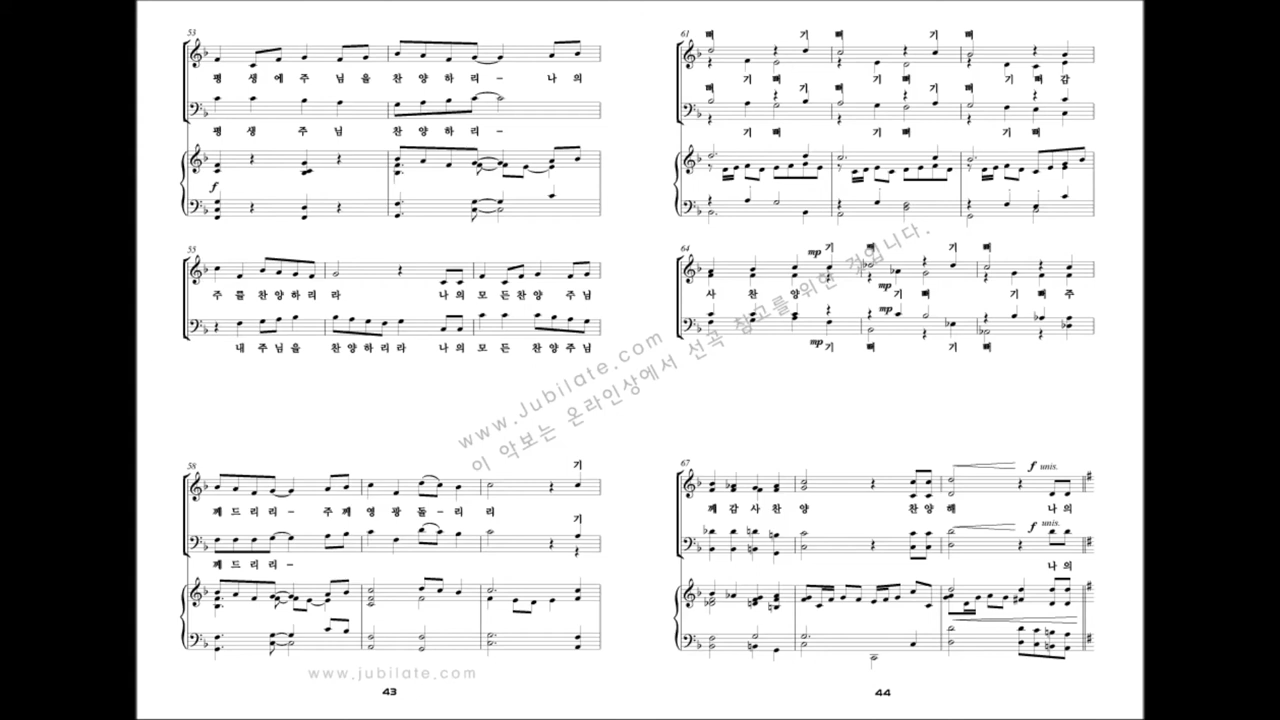 53
평 생 에 주 님 을 찬 양 하 리 - 나 의
평 생 주 님 찬 양 하 리 -
f
55
주 를 찬 양 하 리 라 나 의 모 든 찬 양 주 님
내 주 님 을 찬 양 하 리 라 나 의 모 든 찬 양 주 님
58
기
께 드 리 리 - 주 께 영 광 돌 - 리 리
기
께 드 리 리 -
www.jubilate.com
43
61
뻐 기 뻐 기 뻐
기 뻐 기 뻐 기 뻐 감
뻐 기 뻐 기 뻐
기 뻐 기 뻐 기 뻐
64
mp 기 뻐 기 뻐
사 찬 양 mp 기 뻐 기 뻐 주
mp
mp 기 뻐 기 뻐
67
f unis.
께 감 사 찬 양 찬 양 해 나 의
f unis.
나 의
44
www.Jubilate.com
이 악보는 온라인상에서 선곡 참고를 위한 것입니다.